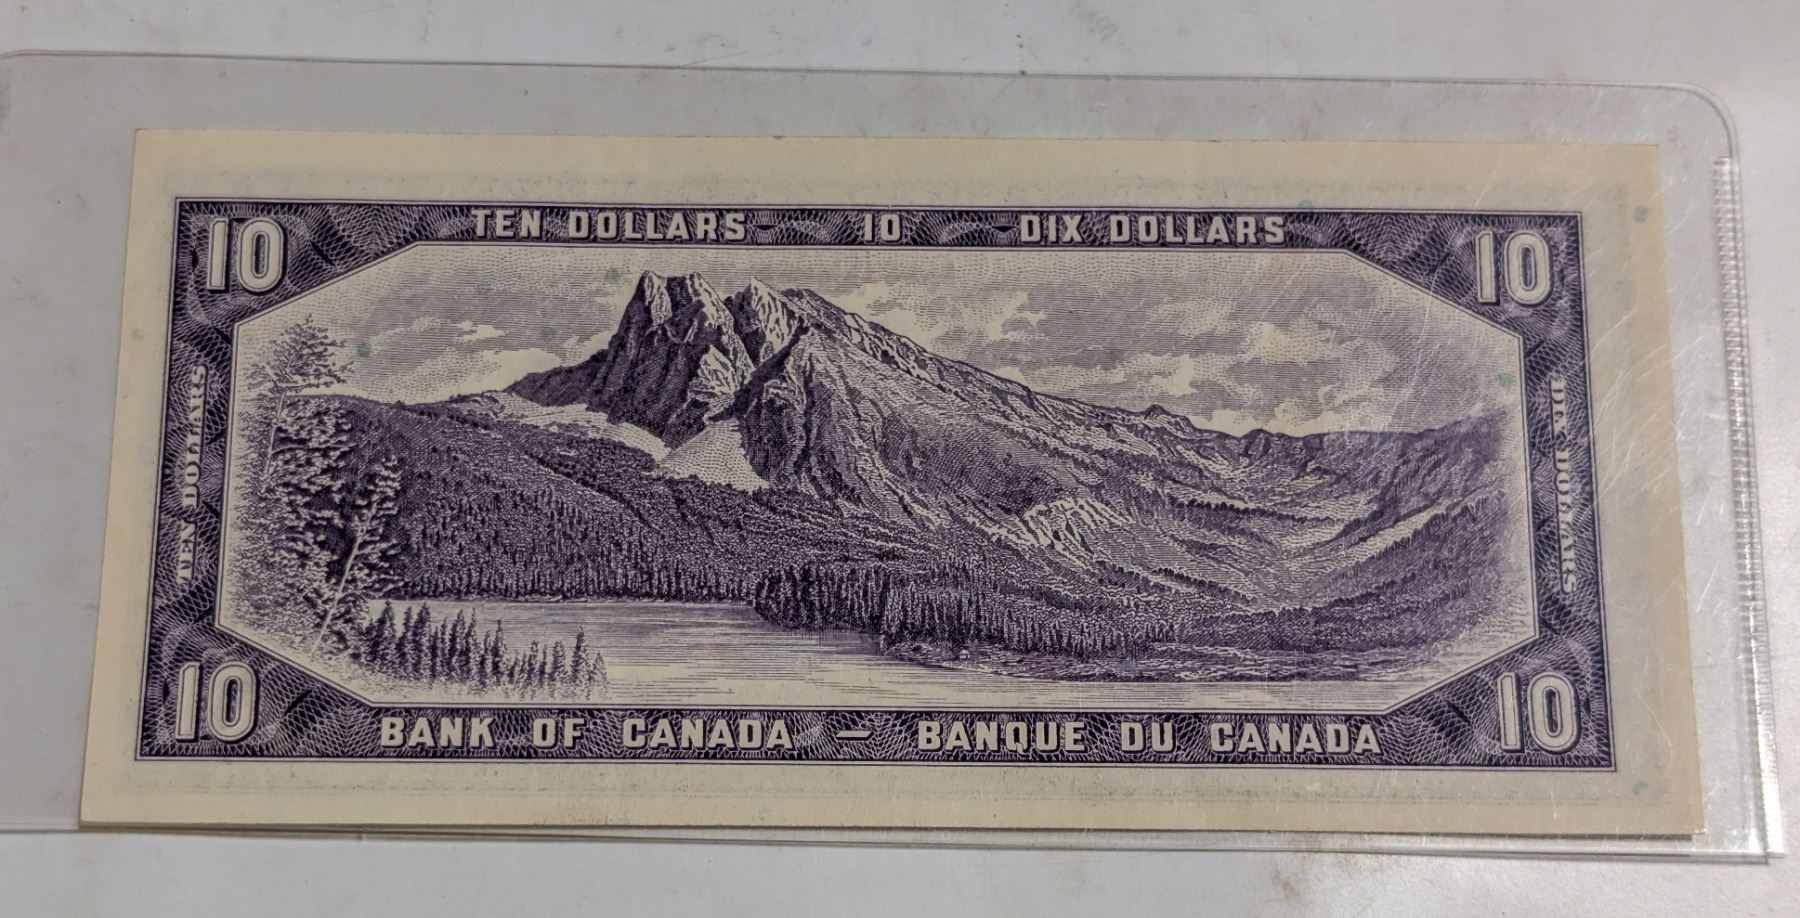 10 TEN DOLLARS 10 DIX DOLLARS 10
TEN DOLLARS
DIX DOLLARS
10 BANK OF CANADA — BANQUE DU CANADA 10